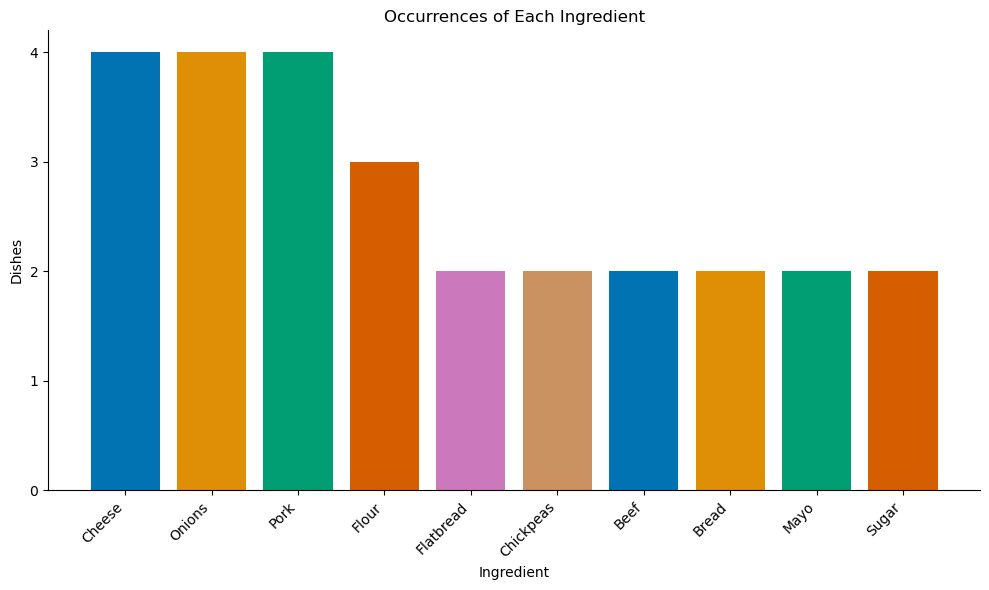 Occurrences of Each Ingredient
Dishes
4
3
2
1
0
Cheese
Onions
Pork
Flour
Flatbread
Chickpeas
Beef
Bread
Mayo
Sugar
Ingredient